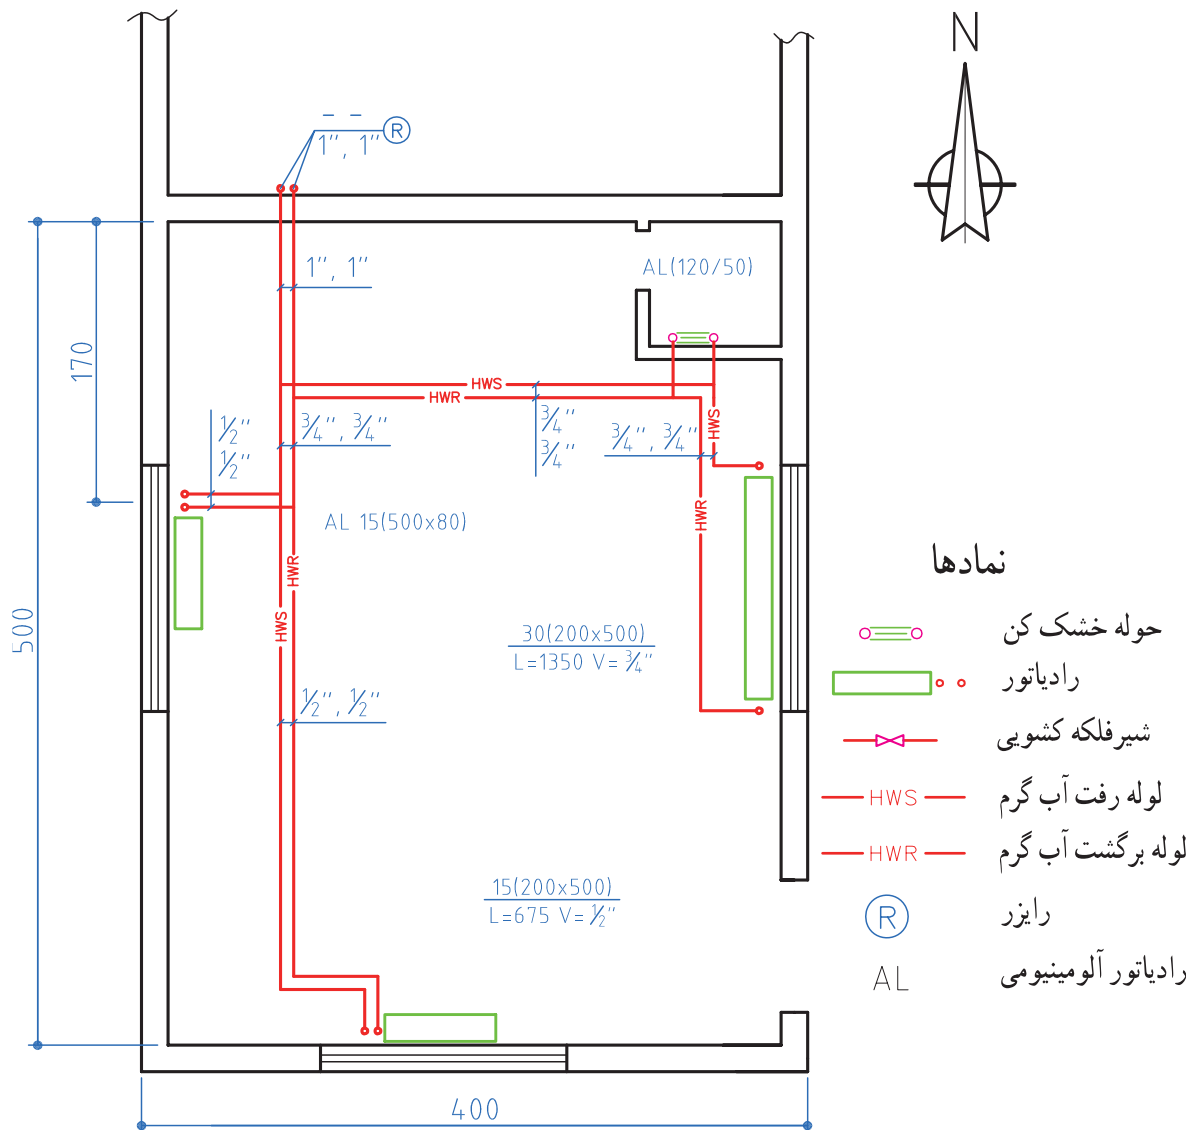 N
R
1", 1"
1", 1"
AL(120/50)
170
HWS
HWR
1/2"
1/2"
3/4", 3/4"
3/4"
3/4"
3/4", 3/4"
HWS
HWR
AL 15(500x80)
HWR
HWS
500
30(200x500)
L=1350 V=3/4"
1/2", 1/2"
15(200x500)
L=675 V=1/2"
400
نمادها
حوله خشک کن
رادیاتور
شیرفلکه کشویی
HWS لوله رفت آب گرم
HWR لوله برگشت آب گرم
R رایزر
AL رادیاتور آلومینیومی